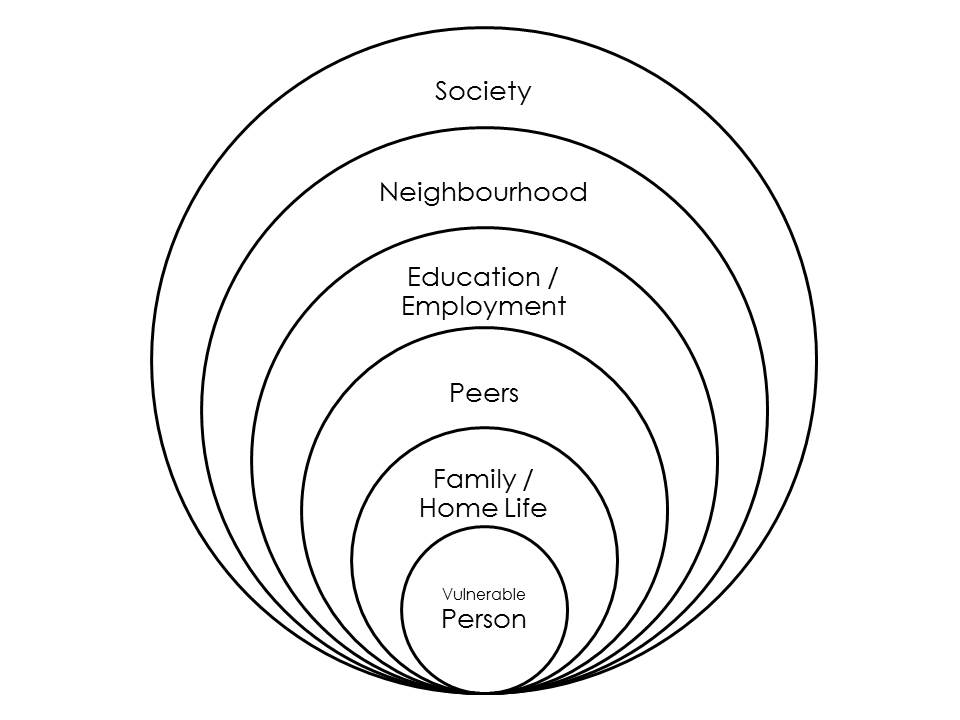 Society
Neighbourhood
Education /
Employment
Peers
Family /
Home Life
Vulnerable
Person